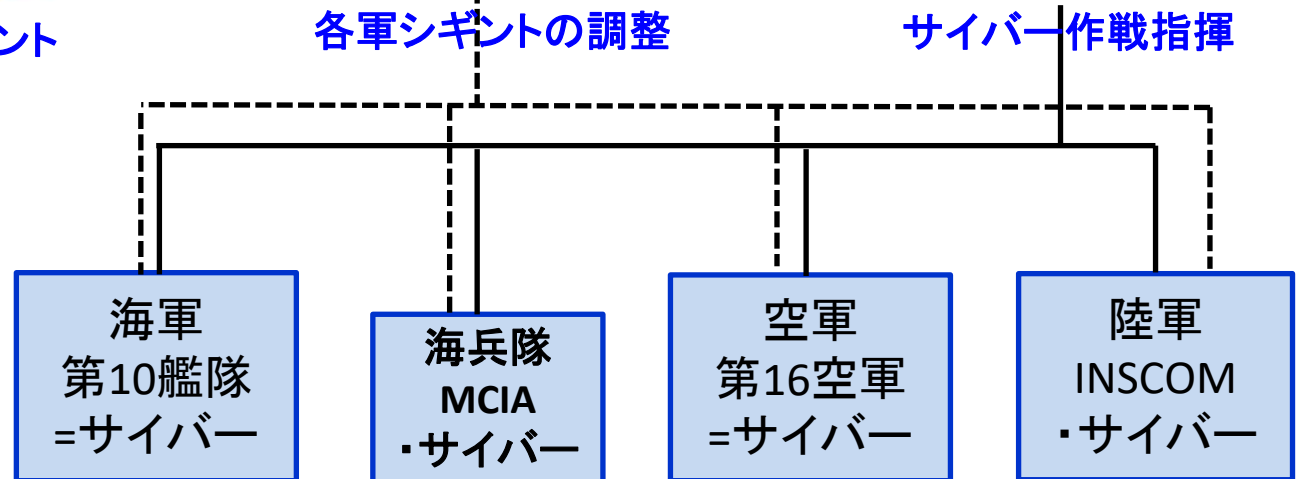 ント
各軍シギントの調整
サイバー作戦指揮
海軍
第10艦隊
=サイバー
海兵隊
MCIA
・サイバー
空軍
第16空軍
=サイバー
陸軍
INSCOM
・サイバー